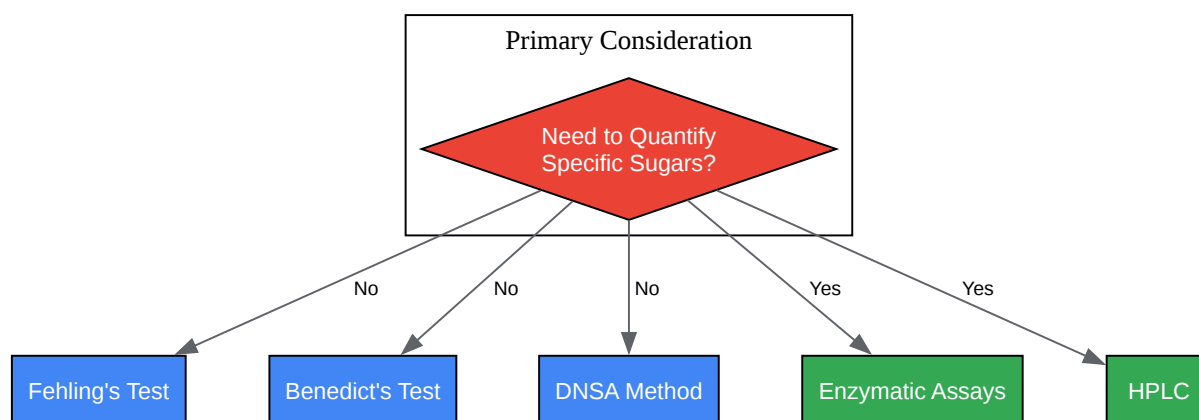 Primary Consideration
Need to Quantify
Specific Sugars?
No
No
No
Yes
Yes
Fehling's Test
Benedict's Test
DNSA Method
Enzymatic Assays
HPLC